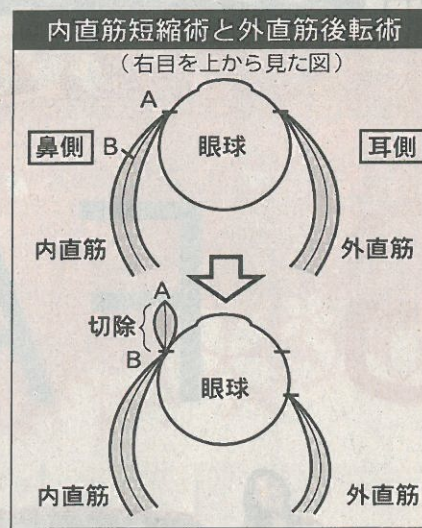 内直筋短縮術と外直筋後転術
（右目を上から見た図）
A
鼻側 B 眼球 耳側
内直筋 外直筋
A
切除
B
眼球
内直筋 外直筋